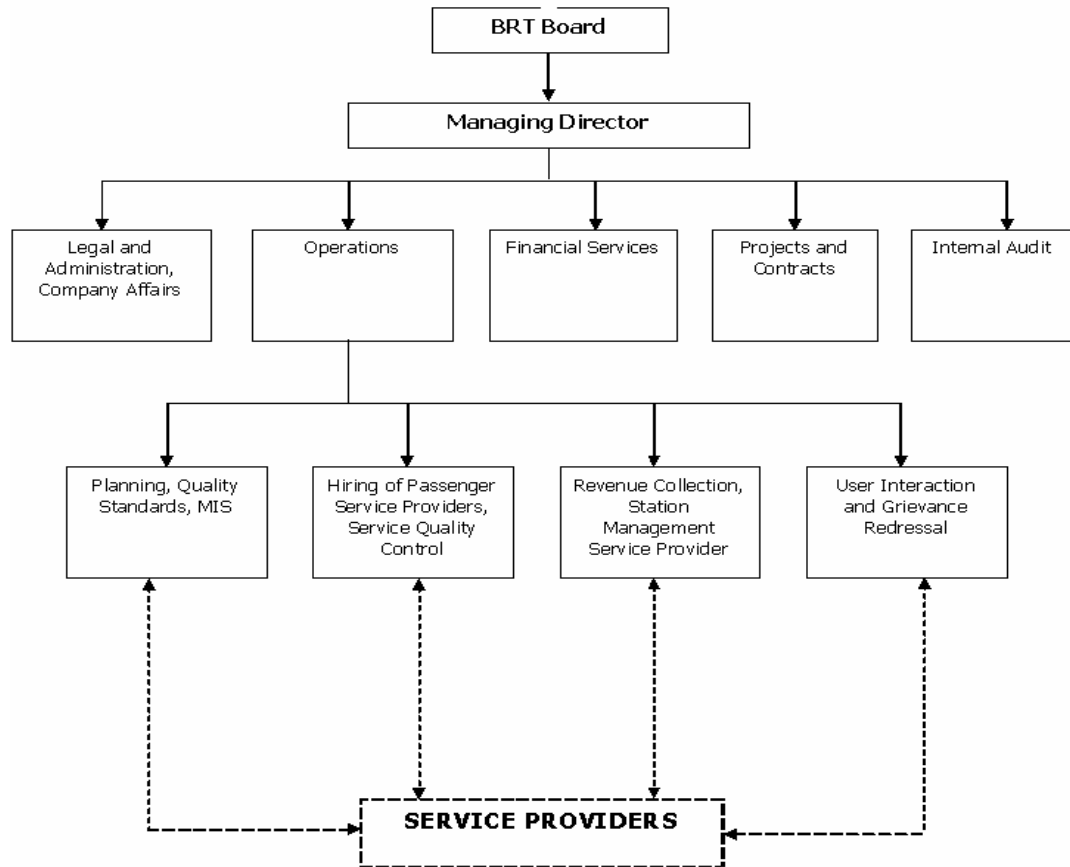 BRT Board
Managing Director
Legal and
Administration,
Company Affairs
Operations
Financial Services
Projects and
Contracts
Internal Audit
Planning, Quality
Standards, MIS
Hiring of Passenger
Service Providers,
Service Quality
Control
Revenue Collection,
Station
Management
Service Provider
User Interaction
and Grievance
Redressal
SERVICE PROVIDERS